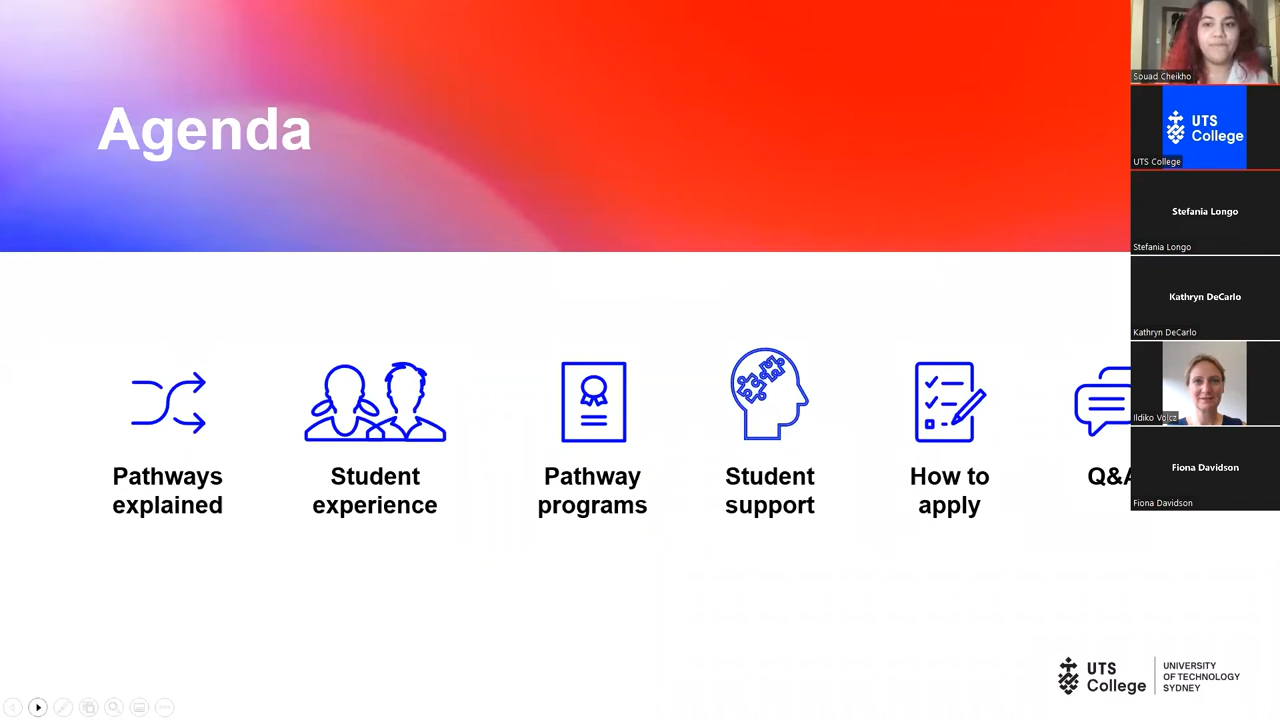 Agenda
Pathways
explained
Student
experience
Pathway
programs
Student
support
How to
apply
Q&A
UTS
College
UNIVERSITY
OF TECHNOLOGY
SYDNEY
Souad Cheikho
UTS
College
UTS College
Stefania Longo
Stefania Longo
Kathryn DeCarlo
Kathryn DeCarlo
Ildiko Volcz
Fiona Davidson
Fiona Davidson